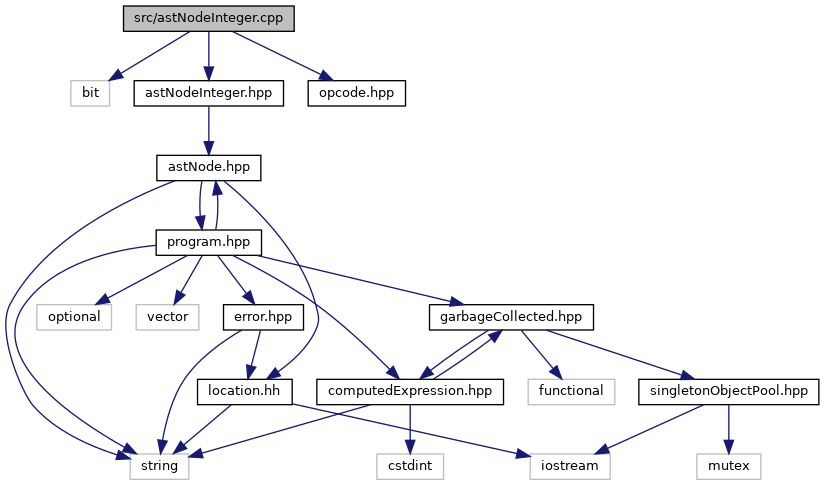 src/astNodeInteger.cpp
bit
astNodeInteger.hpp
opcode.hpp
astNode.hpp
program.hpp
optional
vector
error.hpp
garbageCollected.hpp
location.hh
computedExpression.hpp
functional
singletonObjectPool.hpp
string
cstdint
iostream
mutex